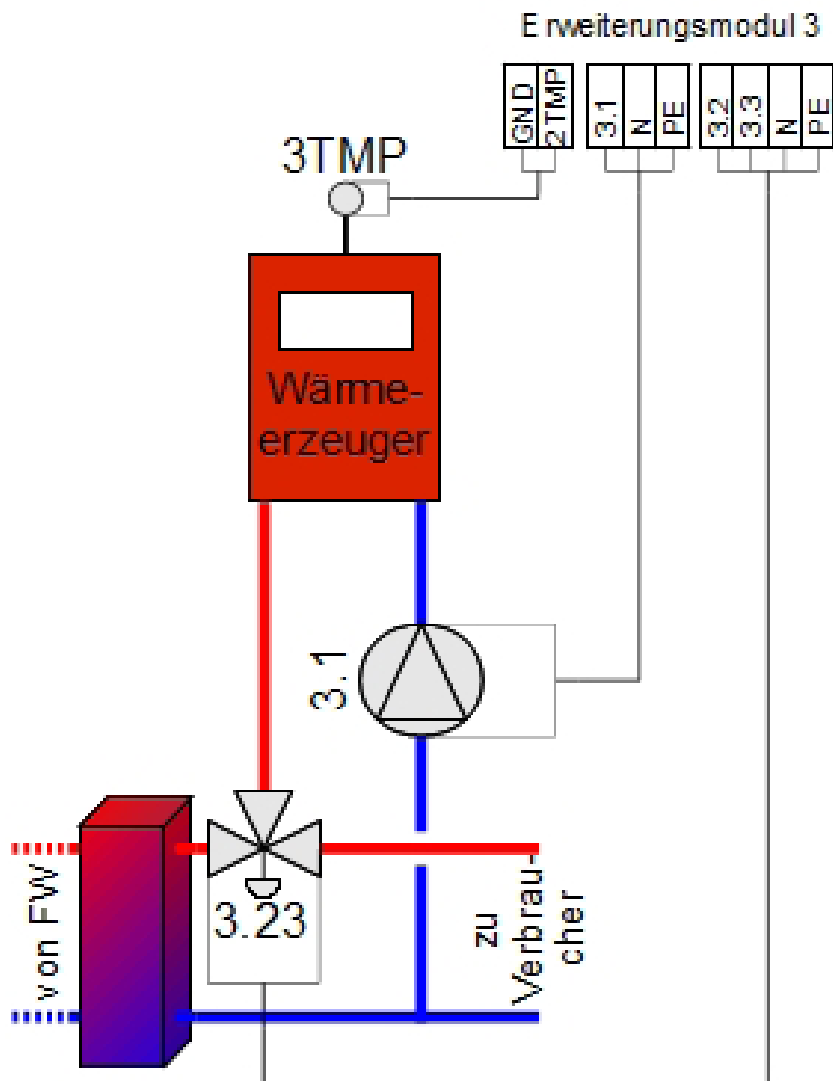 Erweiterungsmodul 3
GND
2TMP
3.1
N
PE
3.2
3.3
N
PE
3TMP
Wärme-
erzeuger
3.1
3.23
von FW
zu
Verbrau-
cher